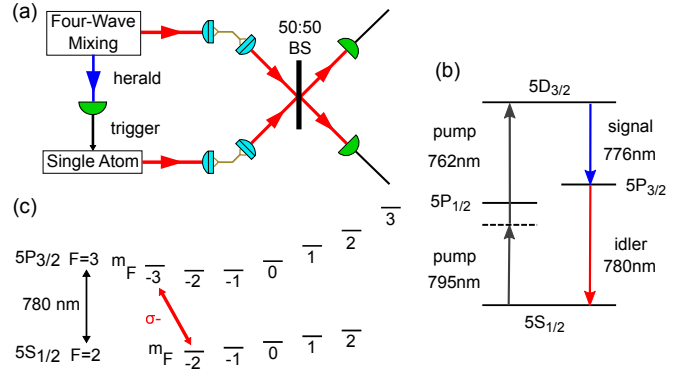 (a)
Four-Wave
Mixing
herald
trigger
Single Atom
50:50
BS
(b)
5D3/2
pump
762nm
signal
776nm
5P1/2
5P3/2
pump
795nm
idler
780nm
5S1/2
(c)
5P3/2 F=3
mF
-3 -2 -1 0 1 2 3
780 nm
σ-
5S1/2 F=2
mF
-2 -1 0 1 2